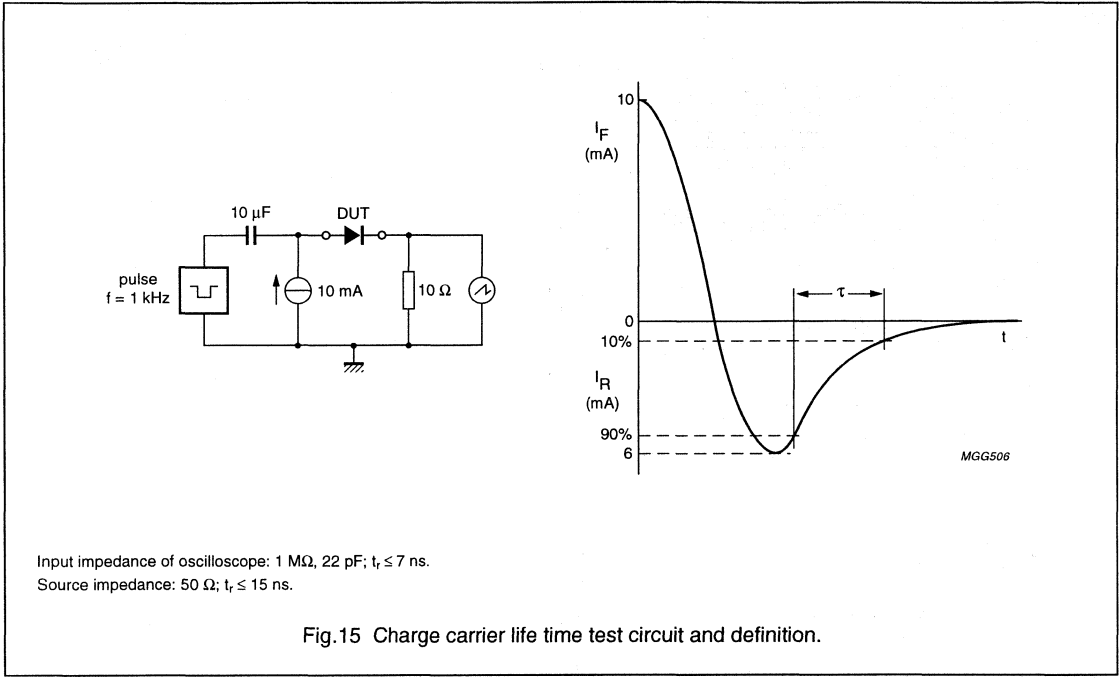 10 μF
DUT
pulse
f = 1 kHz
10 mA
10 Ω
10
I_F
(mA)
τ
0
t
10%
I_R
(mA)
90%
6
MGG506
Input impedance of oscilloscope: 1 MΩ, 22 pF; t_r ≤ 7 ns.
Source impedance: 50 Ω; t_r ≤ 15 ns.
Fig.15 Charge carrier life time test circuit and definition.